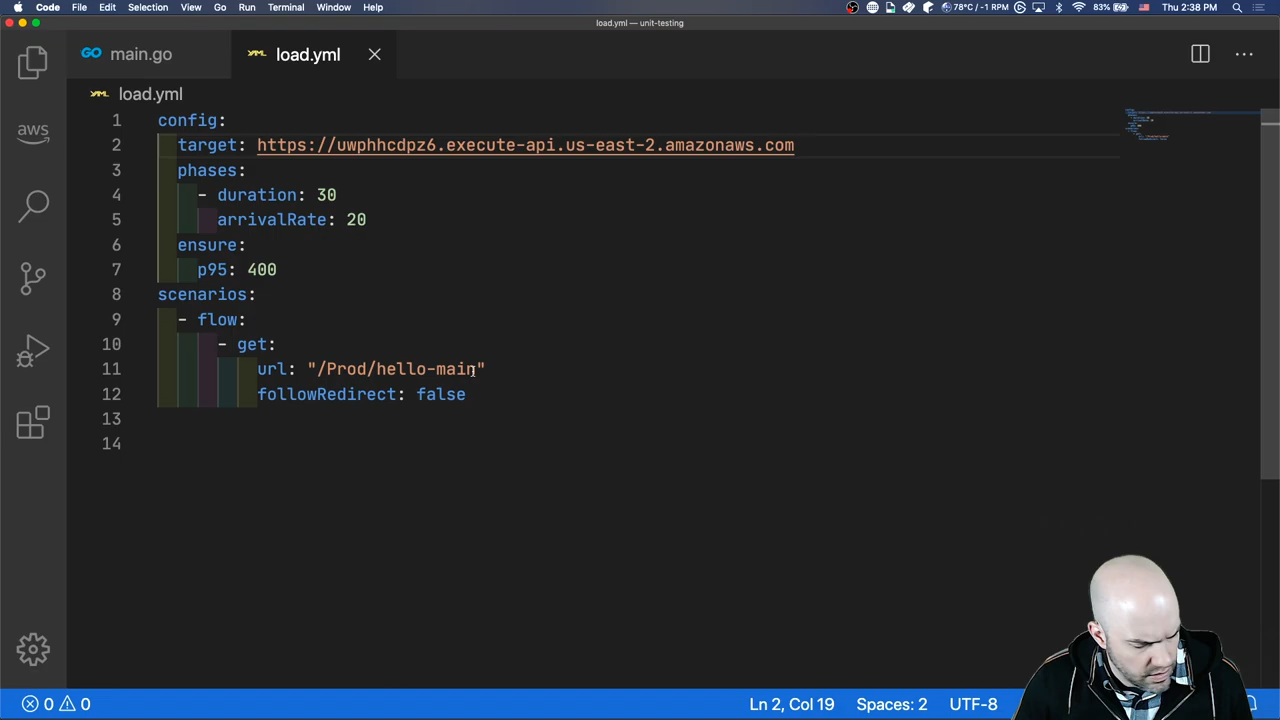 Code File Edit Selection View Go Run Terminal Window Help 78°C / -1 RPM 83% Thu 2:38 PM
load.yml — unit-testing
GO main.go YAML load.yml
YAML load.yml
aws
1 config:
2 target: https://uwphhcdpz6.execute-api.us-east-2.amazonaws.com
3 phases:
4 - duration: 30
5 arrivalRate: 20
6 ensure:
7 p95: 400
8 scenarios:
9 - flow:
10 - get:
11 url: "/Prod/hello-main"
12 followRedirect: false
13
14
0 0 Ln 2, Col 19 Spaces: 2 UTF-8